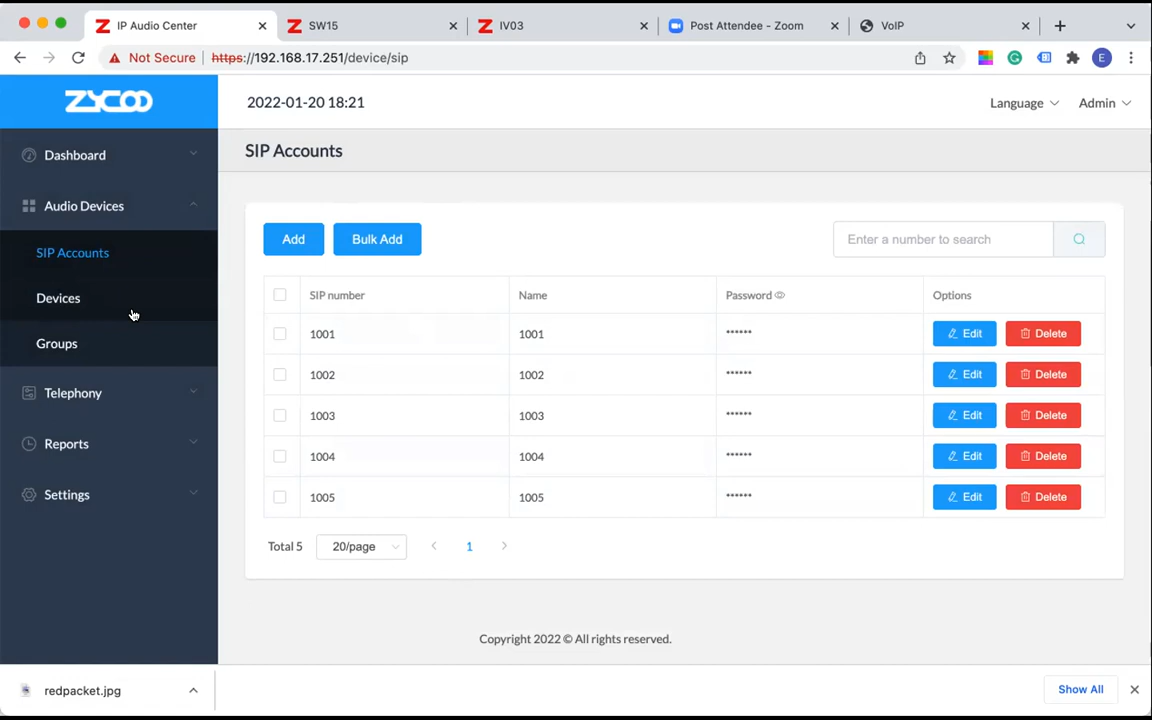 IP Audio Center
SW15
IV03
Post Attendee - Zoom
VoIP
Not Secure
https://192.168.17.251/device/sip
E
ZYCOO
2022-01-20 18:21
Language
Admin
Dashboard
Audio Devices
SIP Accounts
Devices
Groups
Telephony
Reports
Settings
SIP Accounts
Add
Bulk Add
Enter a number to search
SIP number Name Password Options
1001 1001 ****** Edit Delete
1002 1002 ****** Edit Delete
1003 1003 ****** Edit Delete
1004 1004 ****** Edit Delete
1005 1005 ****** Edit Delete
Total 5 20/page 1
Copyright 2022 © All rights reserved.
redpacket.jpg
Show All